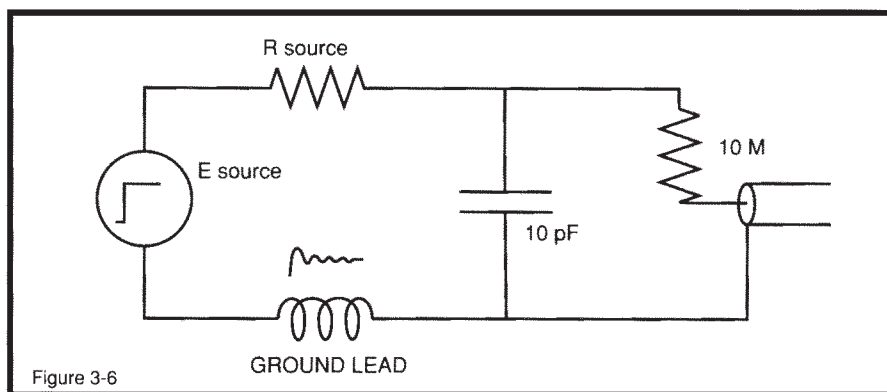 R source
E source
10 M
10 pF
GROUND LEAD
Figure 3-6